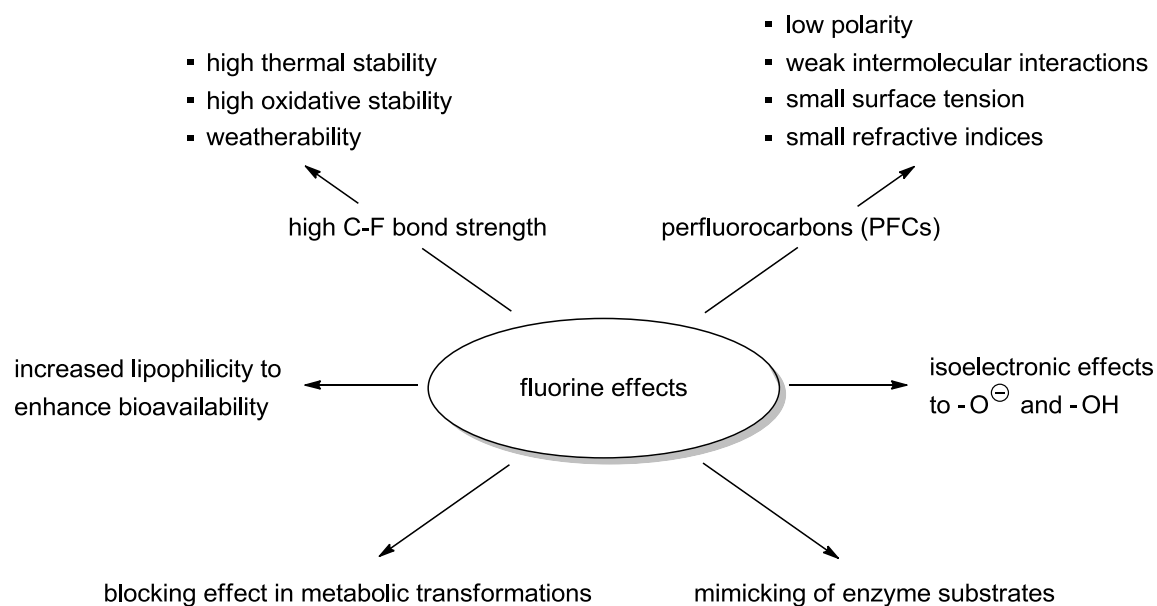 ▪ high thermal stability
▪ high oxidative stability
▪ weatherability
▪ low polarity
▪ weak intermolecular interactions
▪ small surface tension
▪ small refractive indices
high C-F bond strength
perfluorocarbons (PFCs)
increased lipophilicity to
enhance bioavailability
fluorine effects
isoelectronic effects
to -O⊖ and -OH
blocking effect in metabolic transformations
mimicking of enzyme substrates